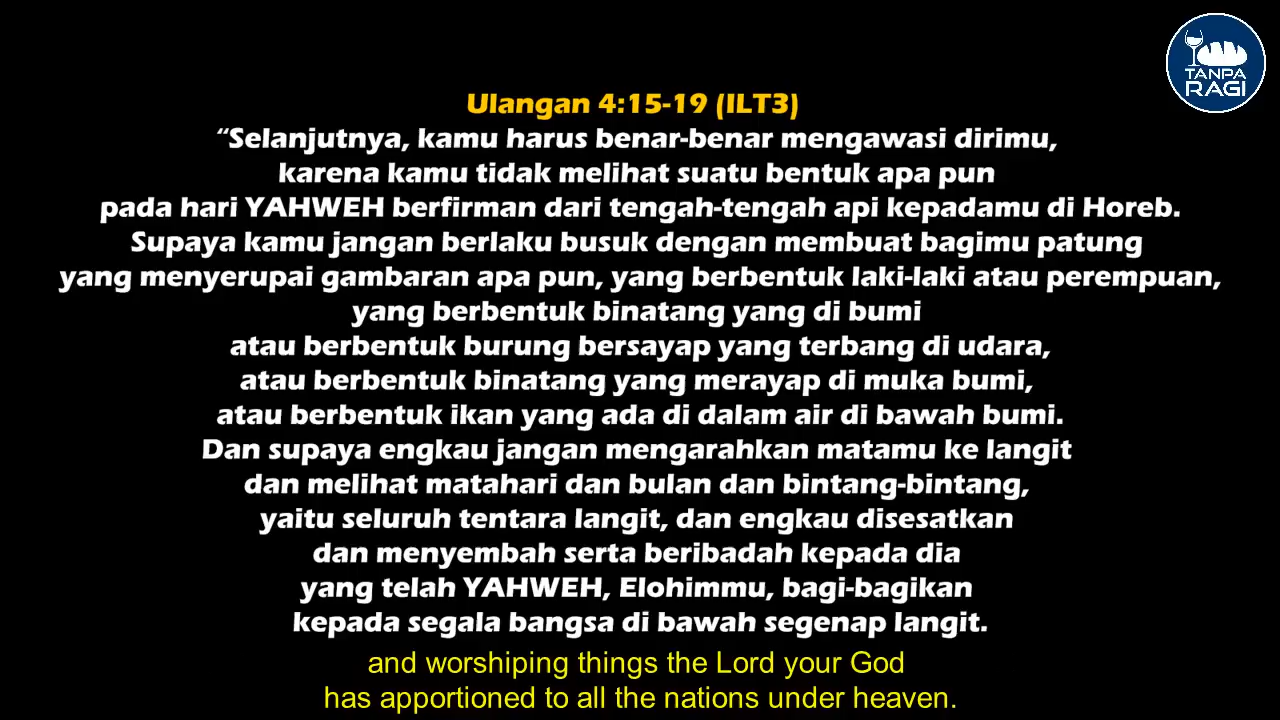 TANPA
RAGI
Ulangan 4:15-19 (ILT3)
“Selanjutnya, kamu harus benar-benar mengawasi dirimu,
karena kamu tidak melihat suatu bentuk apa pun
pada hari YAHWEH berfirman dari tengah-tengah api kepadamu di Horeb.
Supaya kamu jangan berlaku busuk dengan membuat bagimu patung
yang menyerupai gambaran apa pun, yang berbentuk laki-laki atau perempuan,
yang berbentuk binatang yang di bumi
atau berbentuk burung bersayap yang terbang di udara,
atau berbentuk binatang yang merayap di muka bumi,
atau berbentuk ikan yang ada di dalam air di bawah bumi.
Dan supaya engkau jangan mengarahkan matamu ke langit
dan melihat matahari dan bulan dan bintang-bintang,
yaitu seluruh tentara langit, dan engkau disesatkan
dan menyembah serta beribadah kepada dia
yang telah YAHWEH, Elohimmu, bagi-bagikan
kepada segala bangsa di bawah segenap langit.
and worshiping things the Lord your God
has apportioned to all the nations under heaven.